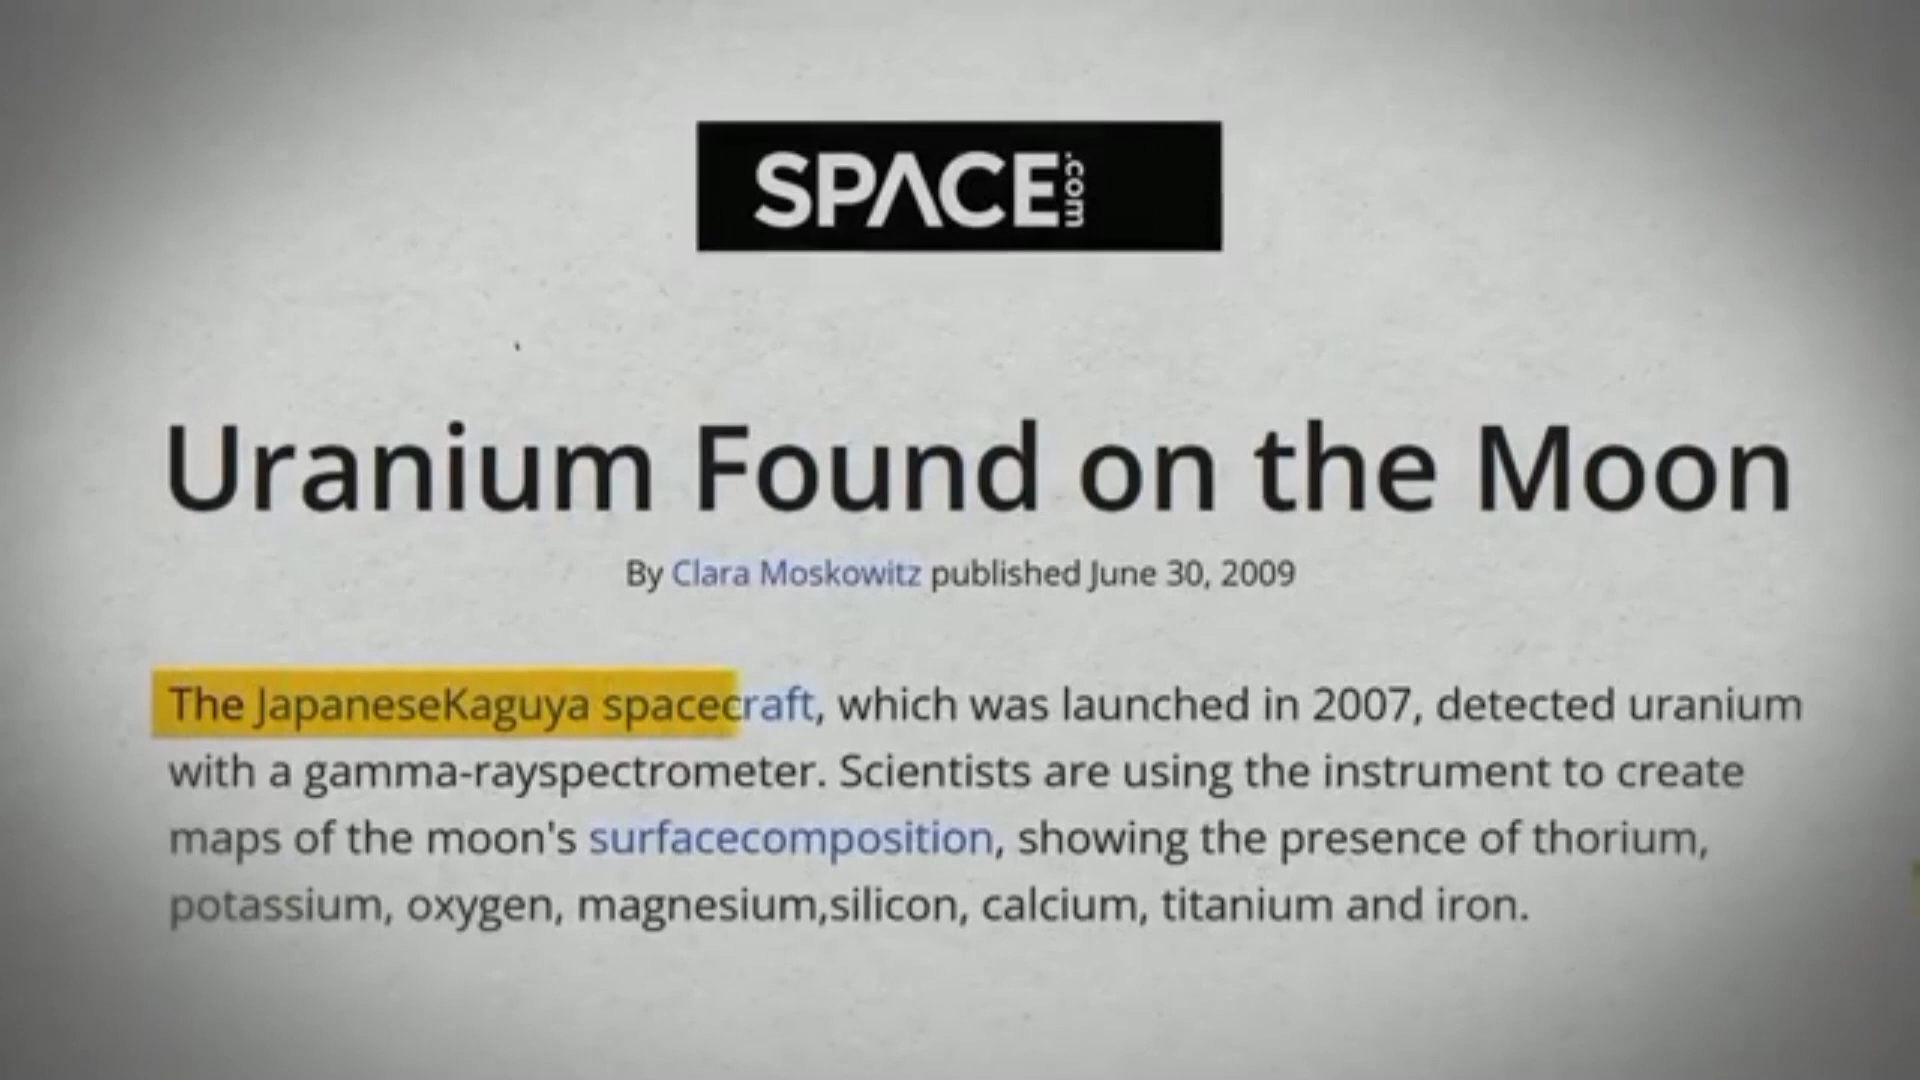 SPACE.com
Uranium Found on the Moon
By Clara Moskowitz published June 30, 2009
The JapaneseKaguya spacecraft, which was launched in 2007, detected uranium
with a gamma-rayspectrometer. Scientists are using the instrument to create
maps of the moon's surfacecomposition, showing the presence of thorium,
potassium, oxygen, magnesium,silicon, calcium, titanium and iron.